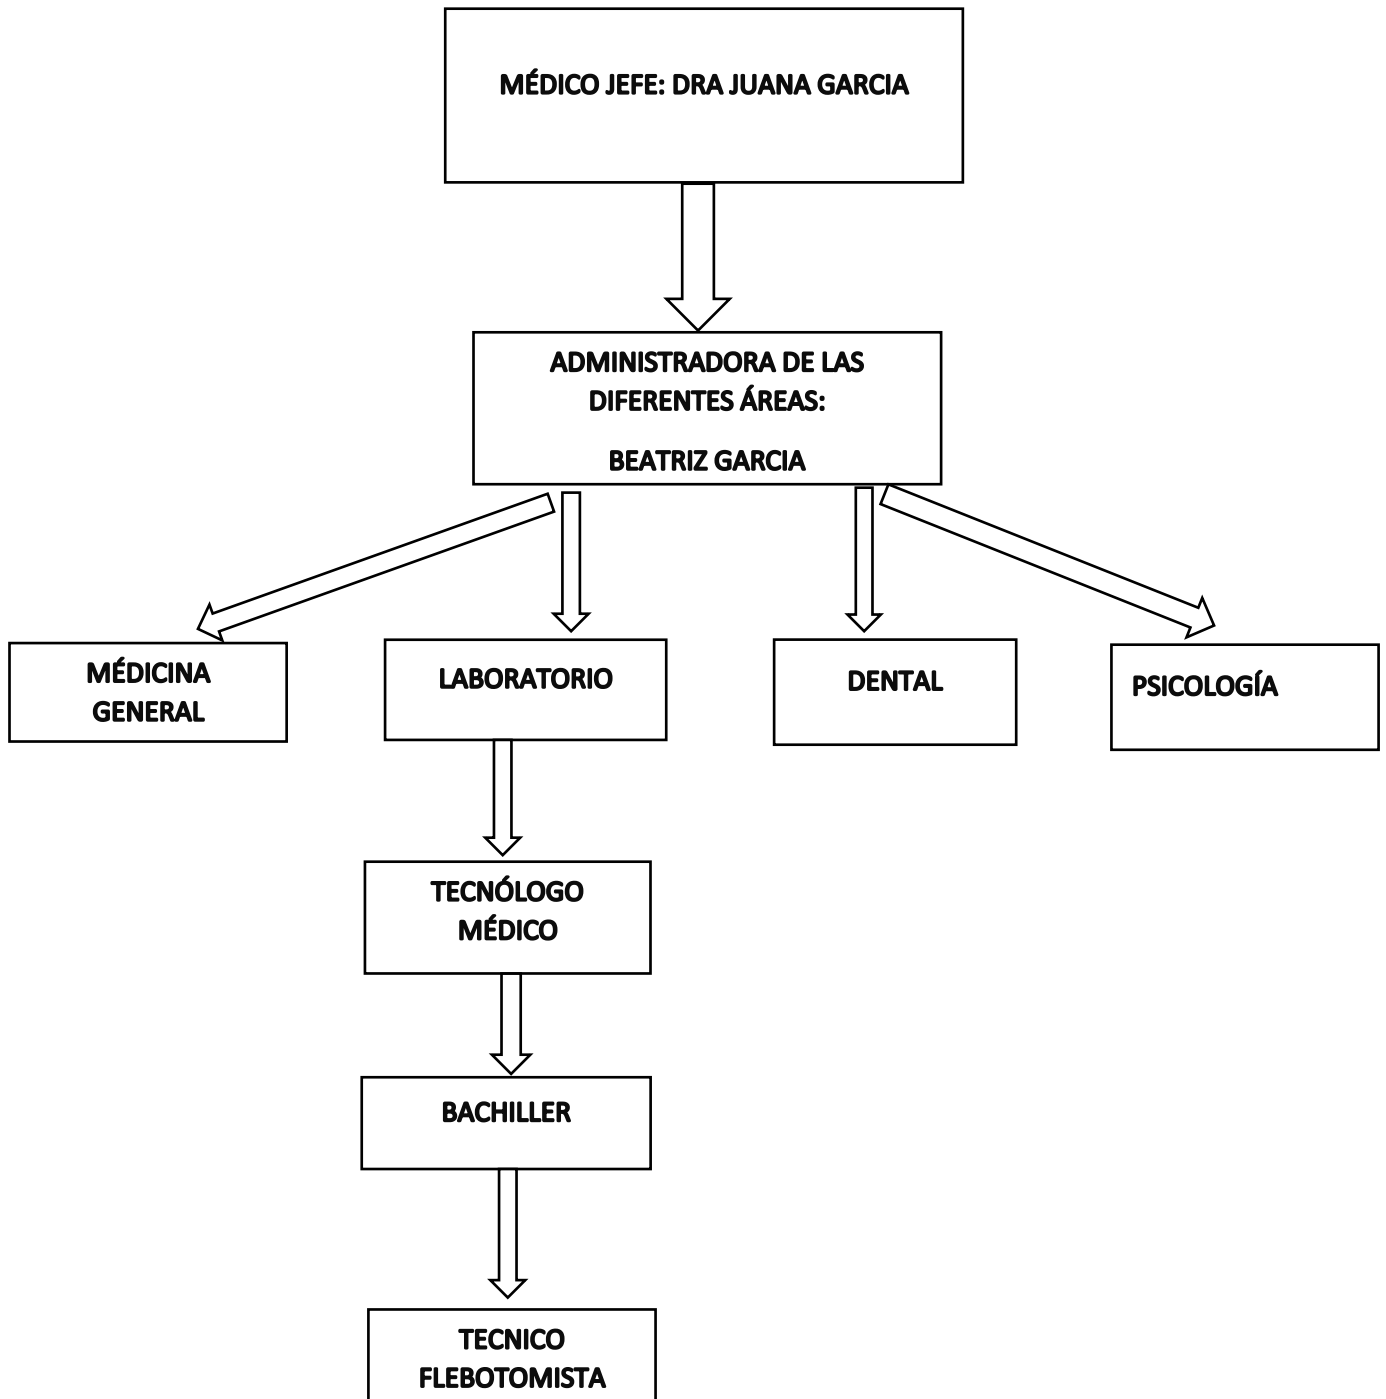 MÉDICO JEFE: DRA JUANA GARCIA
ADMINISTRADORA DE LAS
DIFERENTES ÁREAS:
BEATRIZ GARCIA
MÉDICINA
GENERAL
LABORATORIO
DENTAL
PSICOLOGÍA
TECNÓLOGO
MÉDICO
BACHILLER
TECNICO
FLEBOTOMISTA